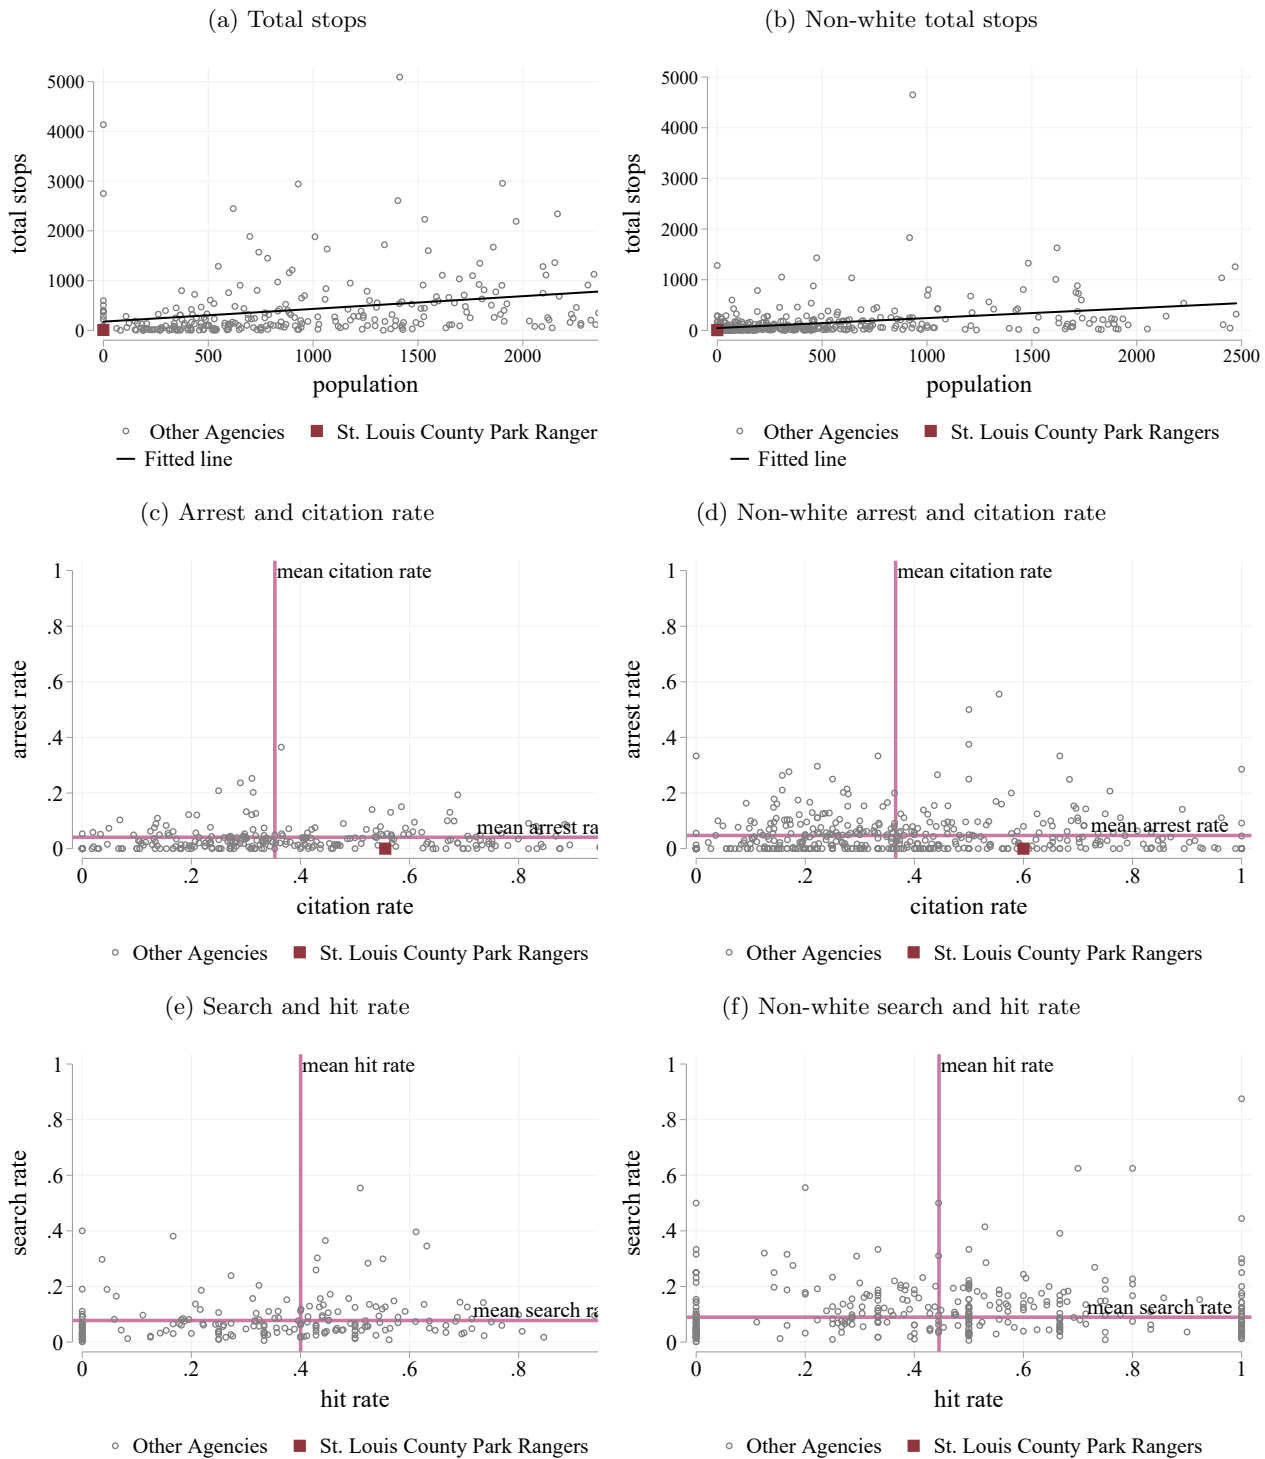 (a) Total stops
(b) Non-white total stops
total stops
5000
4000
3000
2000
1000
0
0 500 1000 1500 2000
population
Other Agencies St. Louis County Park Ranger
Fitted line
total stops
5000
4000
3000
2000
1000
0
0 500 1000 1500 2000 2500
population
Other Agencies St. Louis County Park Rangers
Fitted line
(c) Arrest and citation rate
(d) Non-white arrest and citation rate
arrest rate
1
.8
.6
.4
.2
0
mean citation rate
mean arrest ra
0 .2 .4 .6 .8
citation rate
Other Agencies St. Louis County Park Rangers
arrest rate
1
.8
.6
.4
.2
0
mean citation rate
mean arrest rate
0 .2 .4 .6 .8 1
citation rate
Other Agencies St. Louis County Park Rangers
(e) Search and hit rate
(f) Non-white search and hit rate
search rate
1
.8
.6
.4
.2
0
mean hit rate
mean search ra
0 .2 .4 .6 .8
hit rate
Other Agencies St. Louis County Park Rangers
search rate
1
.8
.6
.4
.2
0
mean hit rate
mean search rate
0 .2 .4 .6 .8 1
hit rate
Other Agencies St. Louis County Park Rangers